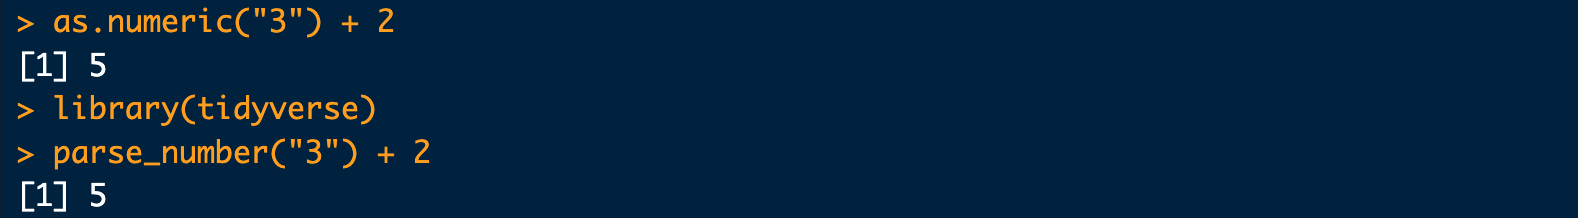 > as.numeric("3") + 2
[1] 5
> library(tidyverse)
> parse_number("3") + 2
[1] 5